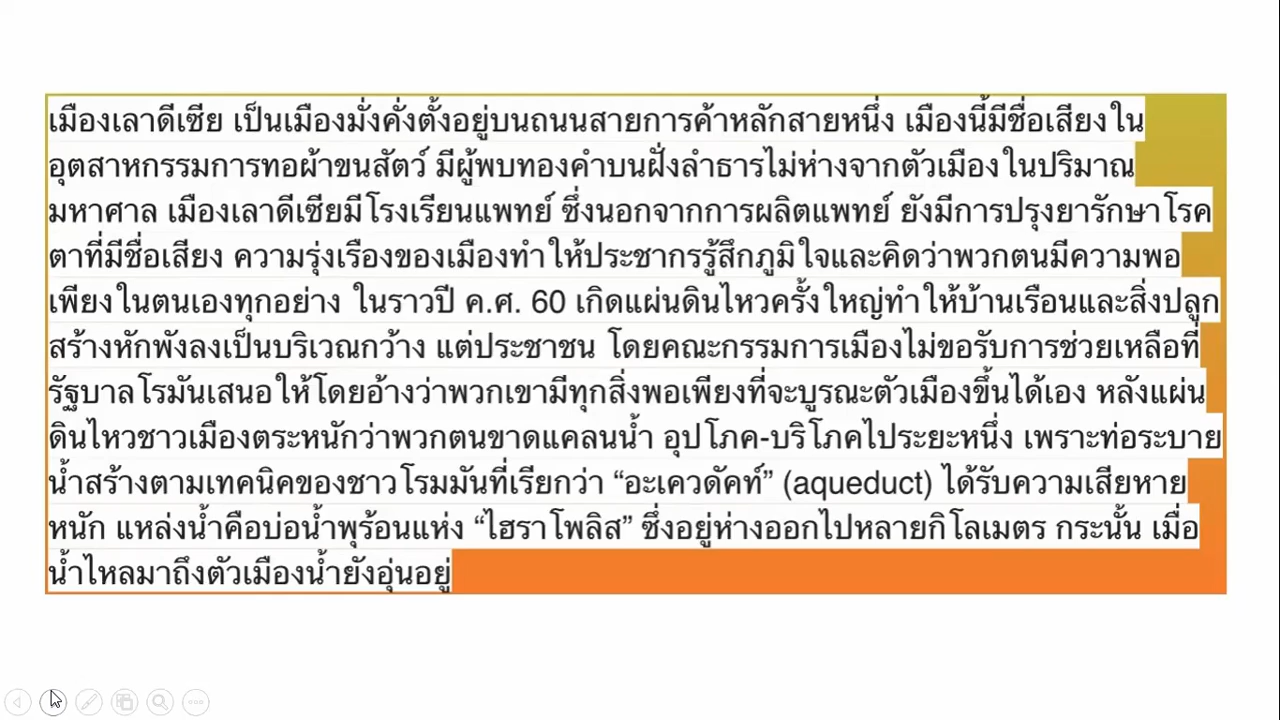 เมืองเลาดีเซีย เป็นเมืองมั่งคั่งตั้งอยู่บนถนนสายการค้าหลักสายหนึ่ง เมืองนี้มีชื่อเสียงใน
อุตสาหกรรมการทอผ้าขนสัตว์ มีผู้พบทองคำบนฝั่งลำธารไม่ห่างจากตัวเมืองในปริมาณ
มหาศาล เมืองเลาดีเซียมีโรงเรียนแพทย์ ซึ่งนอกจากการผลิตแพทย์ ยังมีการปรุงยารักษาโรค
ตาที่มีชื่อเสียง ความรุ่งเรืองของเมืองทำให้ประชากรรู้สึกภูมิใจและคิดว่าพวกตนมีความพอ
เพียงในตนเองทุกอย่าง ในราวปี ค.ศ. 60 เกิดแผ่นดินไหวครั้งใหญ่ทำให้บ้านเรือนและสิ่งปลูก
สร้างหักพังลงเป็นบริเวณกว้าง แต่ประชาชน โดยคณะกรรมการเมืองไม่ขอรับการช่วยเหลือที่
รัฐบาลโรมันเสนอให้โดยอ้างว่าพวกเขามีทุกสิ่งพอเพียงที่จะบูรณะตัวเมืองขึ้นได้เอง หลังแผ่น
ดินไหวชาวเมืองตระหนักว่าพวกตนขาดแคลนน้ำ อุปโภค-บริโภคไประยะหนึ่ง เพราะท่อระบาย
น้ำสร้างตามเทคนิคของชาวโรมมันที่เรียกว่า “อะเควดัคท์” (aqueduct) ได้รับความเสียหาย
หนัก แหล่งน้ำคือบ่อน้ำพุร้อนแห่ง “ไฮราโพลิส” ซึ่งอยู่ห่างออกไปหลายกิโลเมตร กระนั้น เมื่อ
น้ำไหลมาถึงตัวเมืองน้ำยังอุ่นอยู่